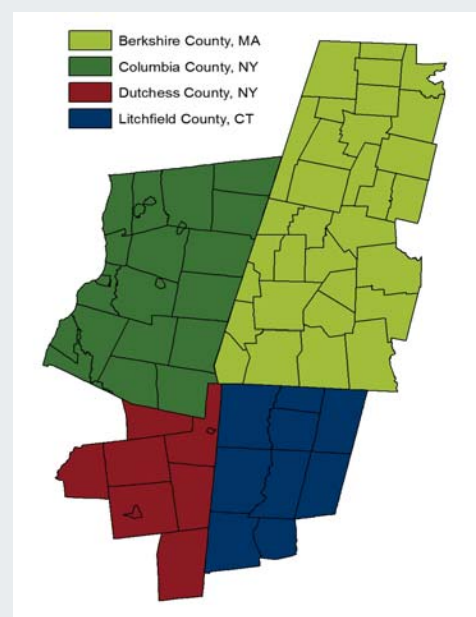 Berkshire County, MA
Columbia County, NY
Dutchess County, NY
Litchfield County, CT